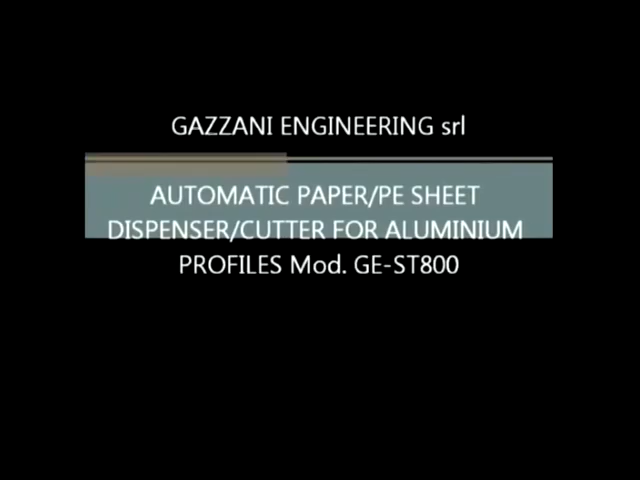 GAZZANI ENGINEERING srl
AUTOMATIC PAPER/PE SHEET
DISPENSER/CUTTER FOR ALUMINIUM
PROFILES Mod. GE-ST800